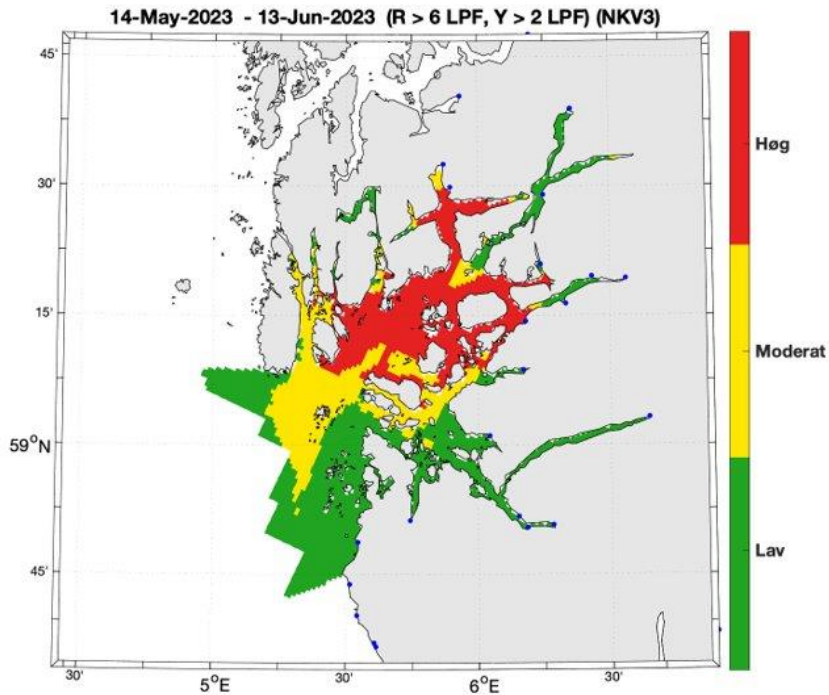 14-May-2023 - 13-Jun-2023 (R > 6 LPF, Y > 2 LPF) (NKV3)
45'
30'
15'
59°N
45'
30'
5°E
30'
6°E
30'
Høg
Moderat
Lav